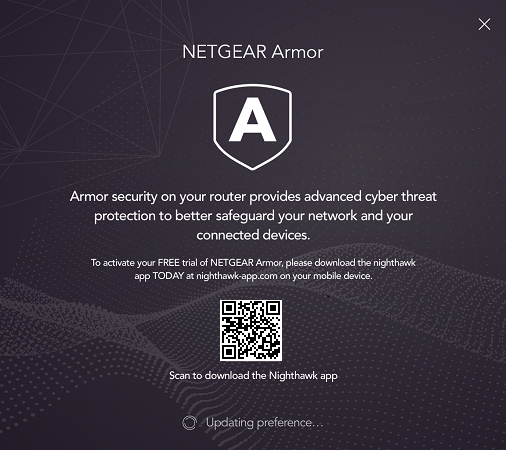 NETGEAR Armor
A
Armor security on your router provides advanced cyber threat
protection to better safeguard your network and your
connected devices.
To activate your FREE trial of NETGEAR Armor, please download the nighthawk
app TODAY at nighthawk-app.com on your mobile device.
Scan to download the Nighthawk app
Updating preference...